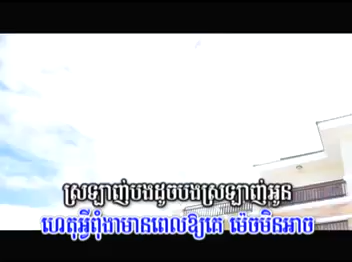 ស្រឡាញ់បងដូចបងស្រឡាញ់អូន
ហេតុអ្វីពុំងាមានពេលឱ្យគេ ម៉េចមិនអាច